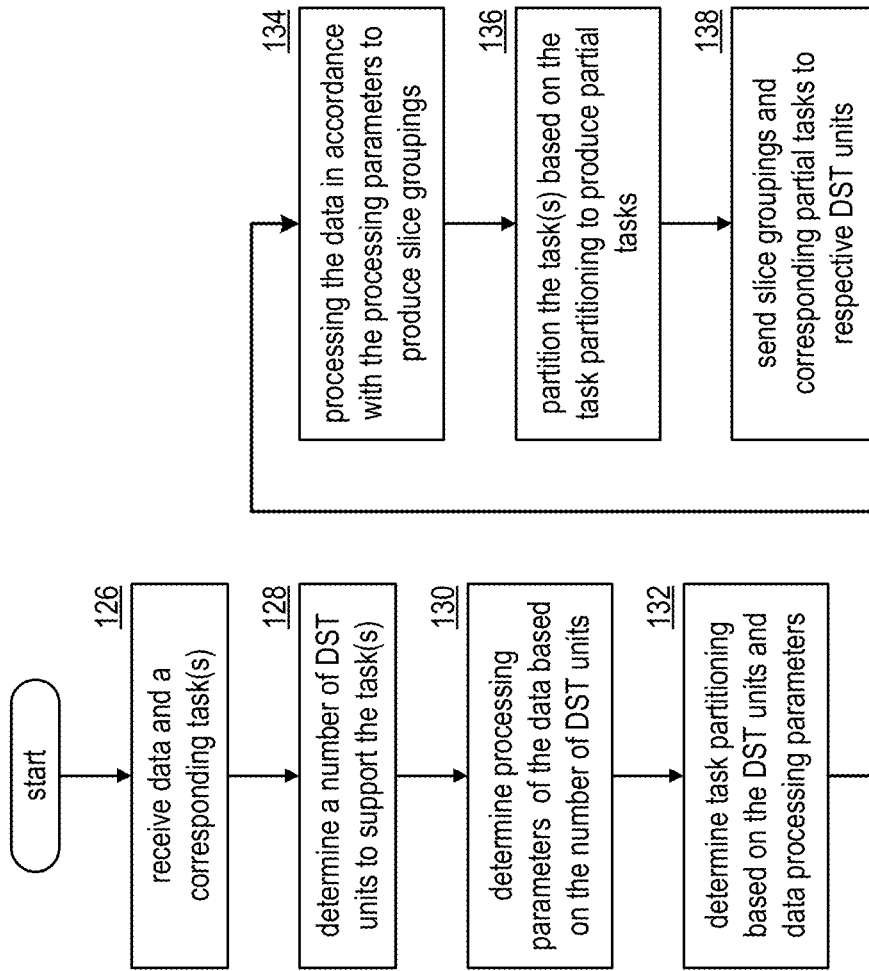 start
126
receive data and a
corresponding task(s)
128
determine a number of DST
units to support the task(s)
130
determine processing
parameters of the data based
on the number of DST units
132
determine task partitioning
based on the DST units and
data processing parameters
134
processing the data in accordance
with the processing parameters to
produce slice groupings
136
partition the task(s) based on the
task partitioning to produce partial
tasks
138
send slice groupings and
corresponding partial tasks to
respective DST units